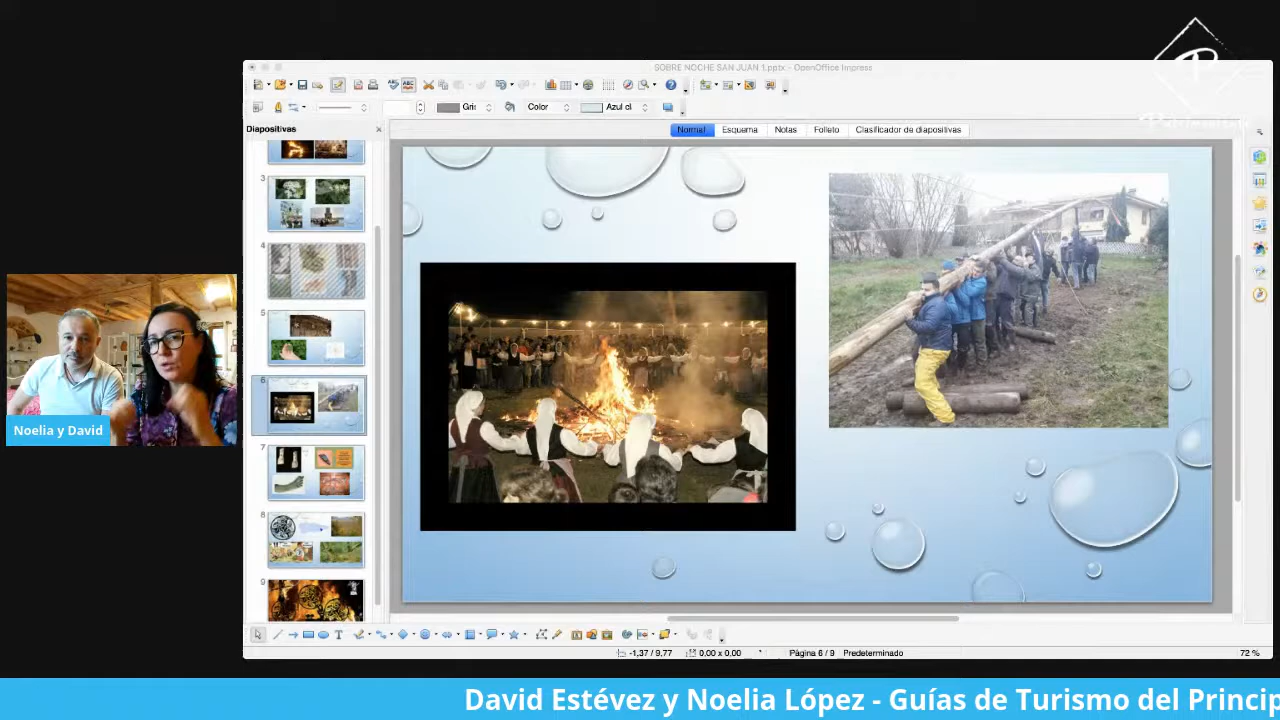 SOBRE NOCHE SAN JUAN 1.pptx - OpenOffice Impress
Gris
Color
Azul cl
Diapositivas
Normal
Esquema
Notas
Folleto
Clasificador de diapositivas
3
4
5
6
7
8
9
Noelia y David
-1,37 / 9,77
0,00 x 0,00
*
Página 6 / 9
Predeterminado
72 %
David Estévez y Noelia López - Guías de Turismo del Princip